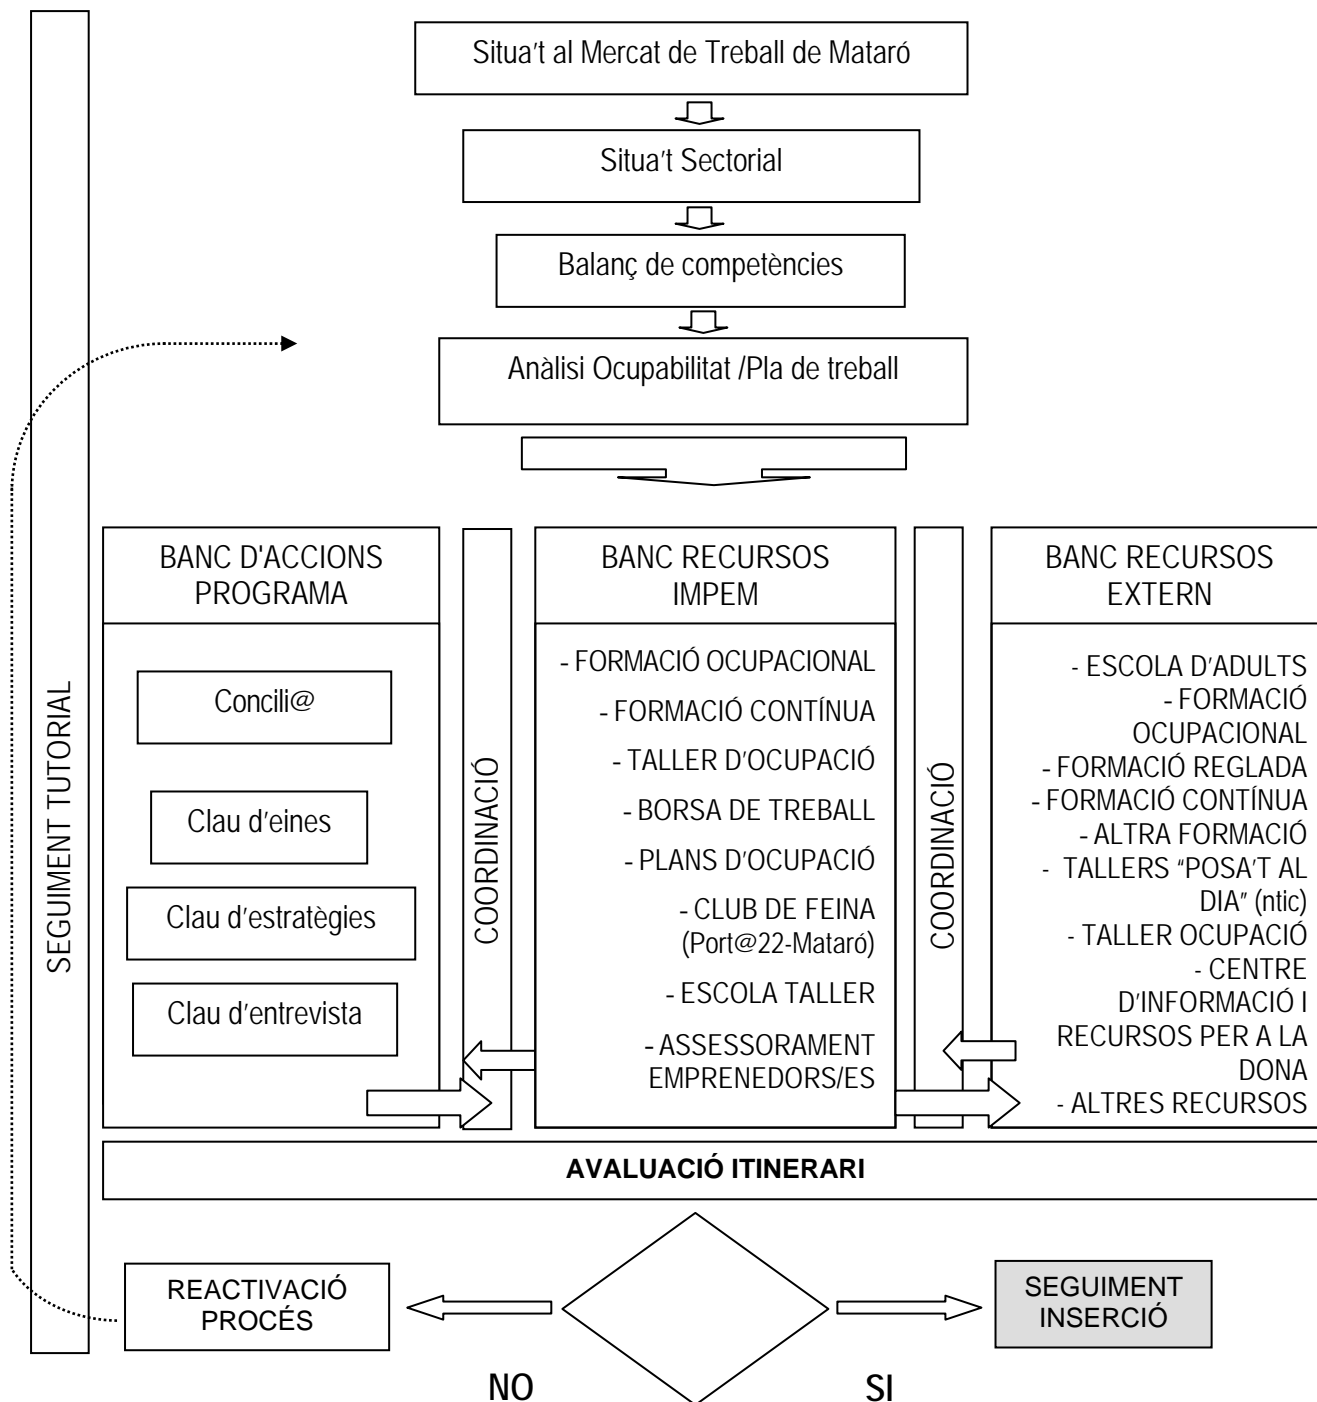 Situa't al Mercat de Treball de Mataró
Situa't Sectorial
Balanç de competències
Anàlisi Ocupabilitat /Pla de treball
SEGUIMENT TUTORIAL
BANC D'ACCIONS
PROGRAMA
Concili@
Clau d'eines
Clau d'estratègies
Clau d'entrevista
COORDINACIÓ
BANC RECURSOS
IMPEM
- FORMACIÓ OCUPACIONAL
- FORMACIÓ CONTÍNUA
- TALLER D'OCUPACIÓ
- BORSA DE TREBALL
- PLANS D'OCUPACIÓ
- CLUB DE FEINA
(Port@22-Mataró)
- ESCOLA TALLER
- ASSESSORAMENT
EMPRENEDORS/ES
COORDINACIÓ
BANC RECURSOS
EXTERN
- ESCOLA D'ADULTS
- FORMACIÓ
OCUPACIONAL
- FORMACIÓ REGLADA
- FORMACIÓ CONTÍNUA
- ALTRA FORMACIÓ
- TALLERS "POSA'T AL
DIA" (ntic)
- TALLER OCUPACIÓ
- CENTRE
D'INFORMACIÓ I
RECURSOS PER A LA
DONA
- ALTRES RECURSOS
AVALUACIÓ ITINERARI
REACTIVACIÓ
PROCÉS
SEGUIMENT
INSERCIÓ
NO
SI